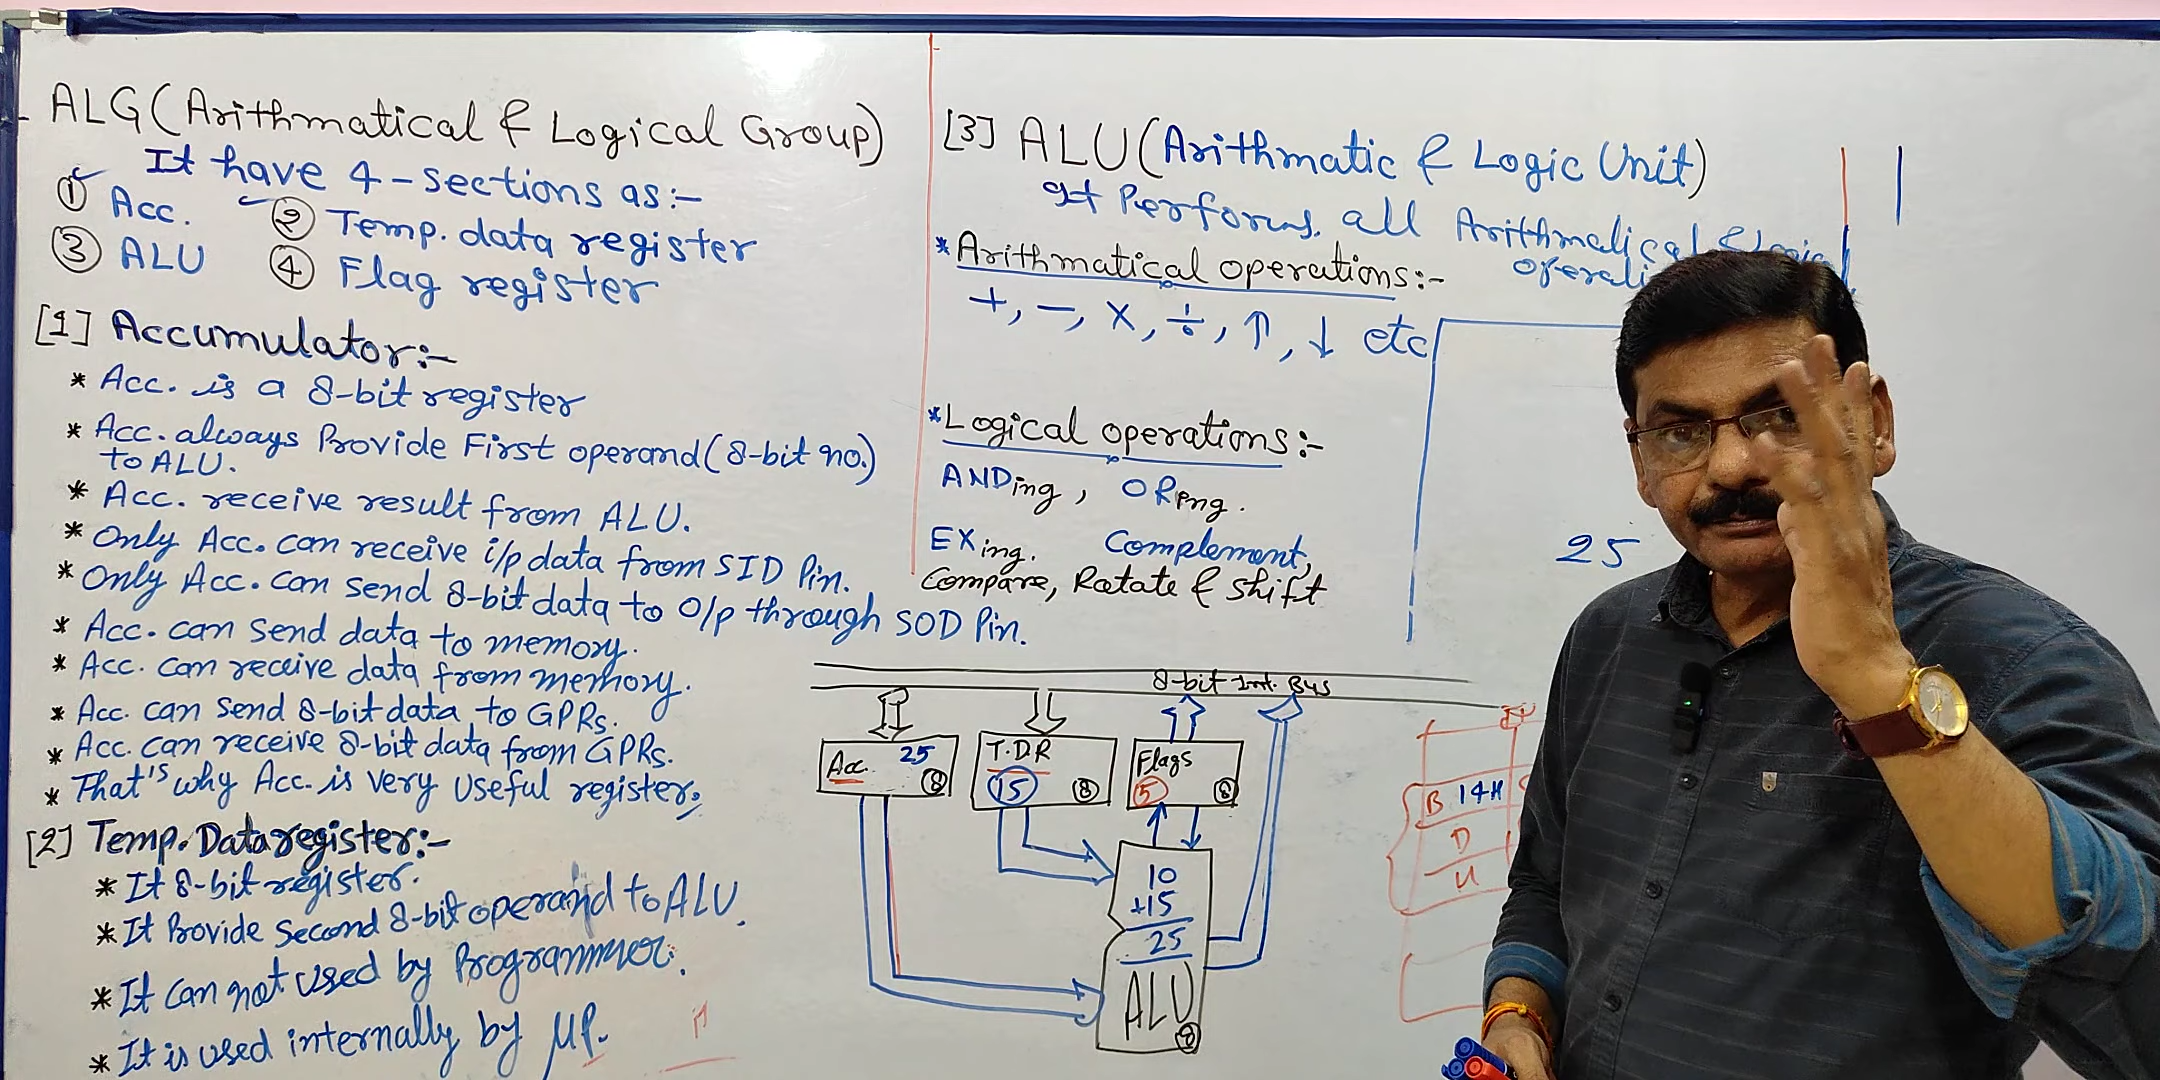 ALG (Arithmatical & Logical Group)
It have 4-sections as:-
① Acc. ② Temp. data register
③ ALU ④ Flag register
[1] Accumulator:-
* Acc. is a 8-bit register
* Acc. always Provide First operand (8-bit no.)
to ALU.
* Acc. receive result from ALU.
* Only Acc. can receive i/p data from SID Pin.
* Only Acc. can send 8-bit data to O/p through SOD Pin.
* Acc. can send data to memory.
* Acc. can receive data from memory.
* Acc. can send 8-bit data to GPRs.
* Acc. can receive 8-bit data from GPRs.
* That's why Acc. is very useful register.
[2] Temp. Data register:-
* It 8-bit register.
* It Provide second 8-bit operand to ALU.
* It can not used by Programmer.
* It is used internally by μP.
[3] ALU (Arithmatic & Logic Unit)
It Performs all Arithmatical &
* Arithmatical operations:-
+, -, ×, ÷, ↑, ↓ etc
* Logical operations:-
ANDing, ORing.
EXing. Complement,
Compare, Rotate & Shift
25
8-bit Int. Bus
Acc. 25 ⑧
T.D.R 15 ⑧
Flags 5 ⑧
10
+15
25
ALU ⑧
B 14H
D
H